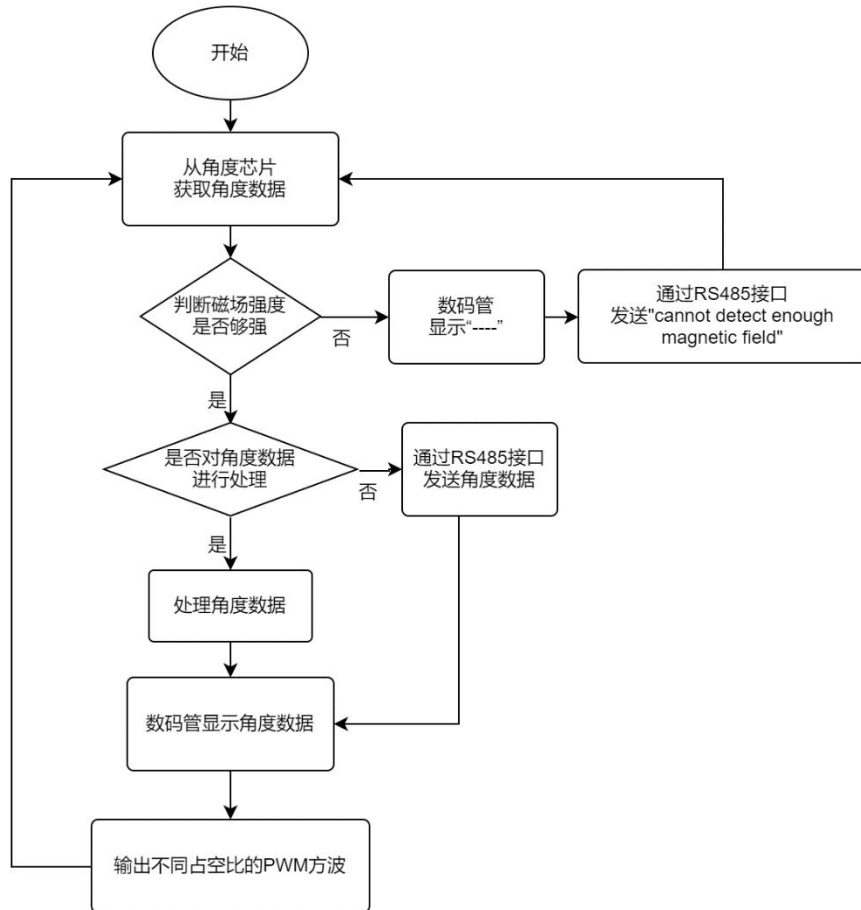 开始
从角度芯片
获取角度数据
判断磁场强度
是否够强
否
数码管
显示“----”
通过RS485接口
发送"cannot detect enough
magnetic field"
是
是否对角度数据
进行处理
否
通过RS485接口
发送角度数据
是
处理角度数据
数码管显示角度数据
输出不同占空比的PWM方波